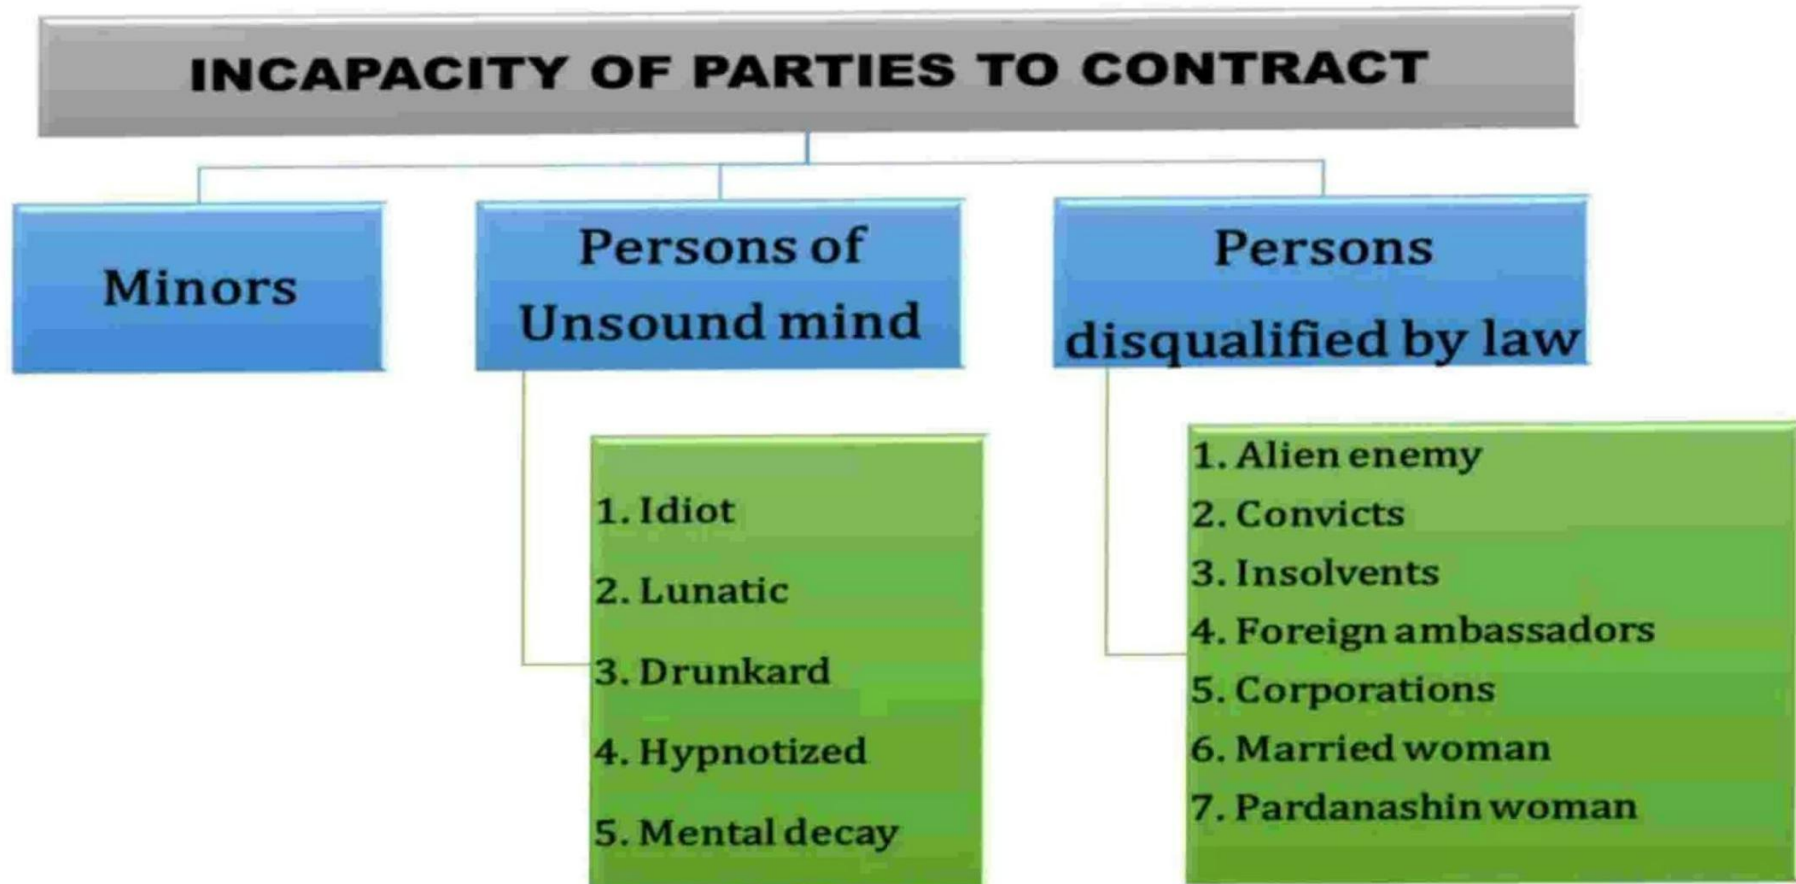 INCAPACITY OF PARTIES TO CONTRACT
Minors
Persons of
Unsound mind
Persons
disqualified by law
1. Idiot
2. Lunatic
3. Drunkard
4. Hypnotized
5. Mental decay
1. Alien enemy
2. Convicts
3. Insolvents
4. Foreign ambassadors
5. Corporations
6. Married woman
7. Pardanashin woman